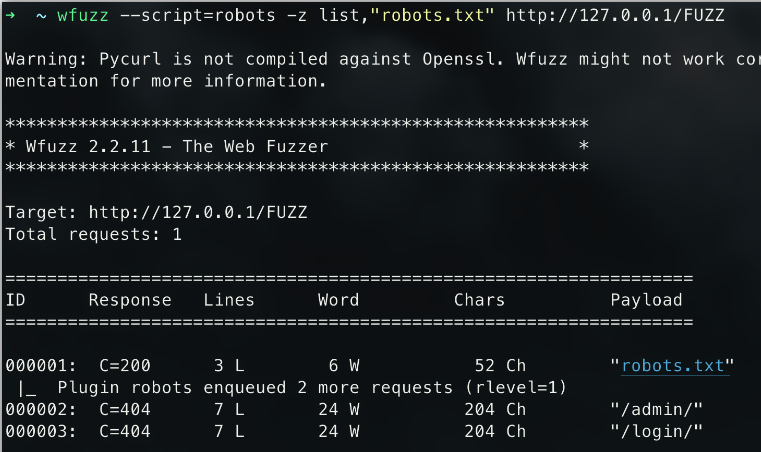 → ~ wfuzz --script=robots -z list,"robots.txt" http://127.0.0.1/FUZZ
Warning: Pycurl is not compiled against Openssl. Wfuzz might not work cor
mentation for more information.
********************************************************
* Wfuzz 2.2.11 - The Web Fuzzer                        *
********************************************************
Target: http://127.0.0.1/FUZZ
Total requests: 1
==================================================================
ID      Response   Lines      Word         Chars          Payload
==================================================================
000001:  C=200      3 L        6 W          52 Ch        "robots.txt"
 |_  Plugin robots enqueued 2 more requests (rlevel=1)
000002:  C=404      7 L       24 W         204 Ch        "/admin/"
000003:  C=404      7 L       24 W         204 Ch        "/login/"